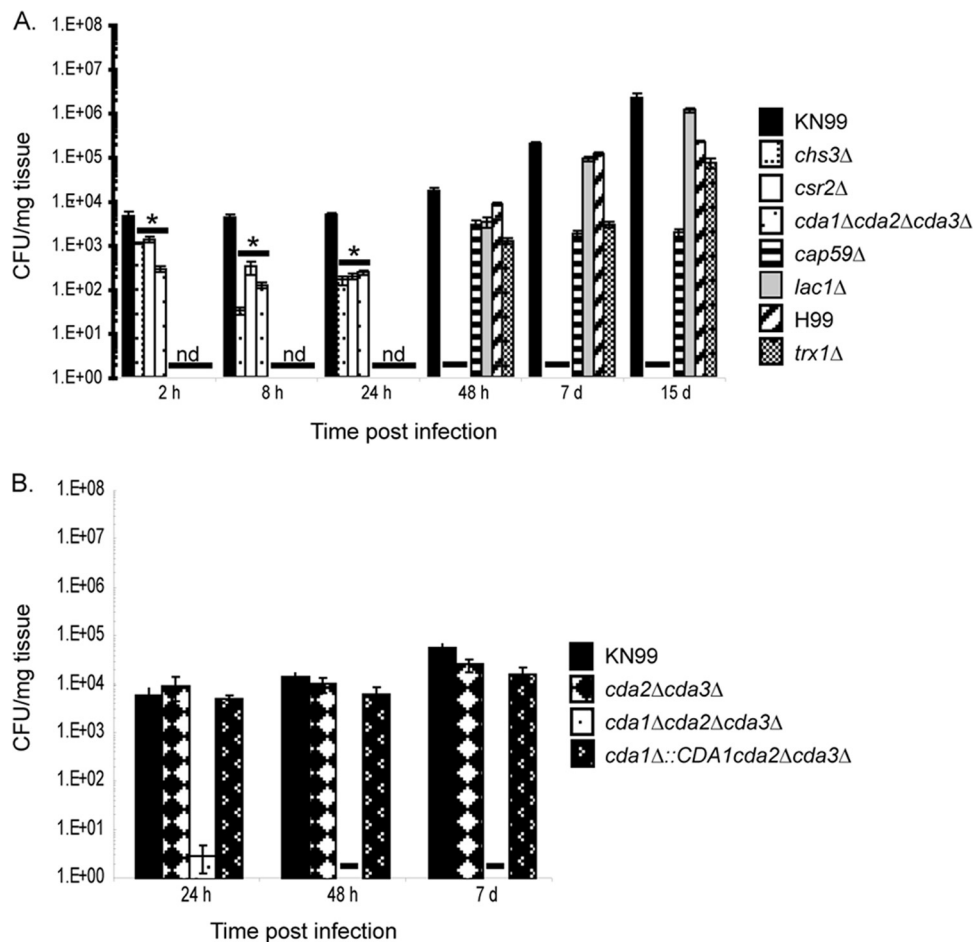 A.
CFU/mg tissue
1.E+08
1.E+07
1.E+06
1.E+05
1.E+04
1.E+03
1.E+02
1.E+01
1.E+00
*
*
*
nd
nd
nd
2 h
8 h
24 h
48 h
7 d
15 d
Time post infection
KN99
chs3Δ
csr2Δ
cda1Δcda2Δcda3Δ
cap59Δ
lac1Δ
H99
trx1Δ
B.
CFU/mg tissue
1.E+08
1.E+07
1.E+06
1.E+05
1.E+04
1.E+03
1.E+02
1.E+01
1.E+00
24 h
48 h
7 d
Time post infection
KN99
cda2Δcda3Δ
cda1Δcda2Δcda3Δ
cda1Δ::CDA1cda2Δcda3Δ